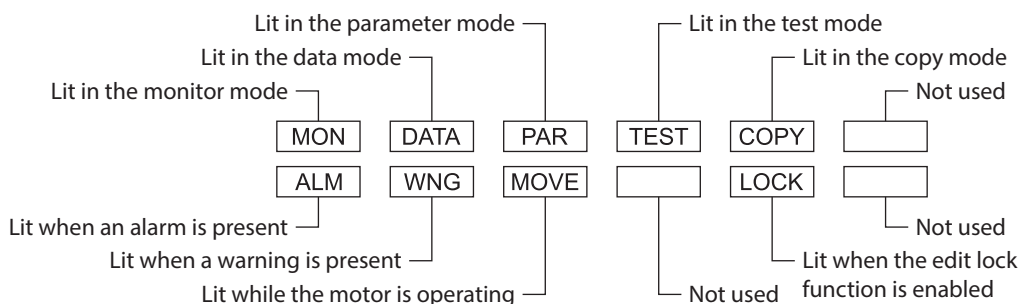 Lit in the parameter mode
Lit in the test mode
Lit in the data mode
Lit in the copy mode
Lit in the monitor mode
Not used
MON DATA PAR TEST COPY
ALM WNG MOVE LOCK
Lit when an alarm is present
Not used
Lit when a warning is present
Lit when the edit lock
function is enabled
Lit while the motor is operating
Not used